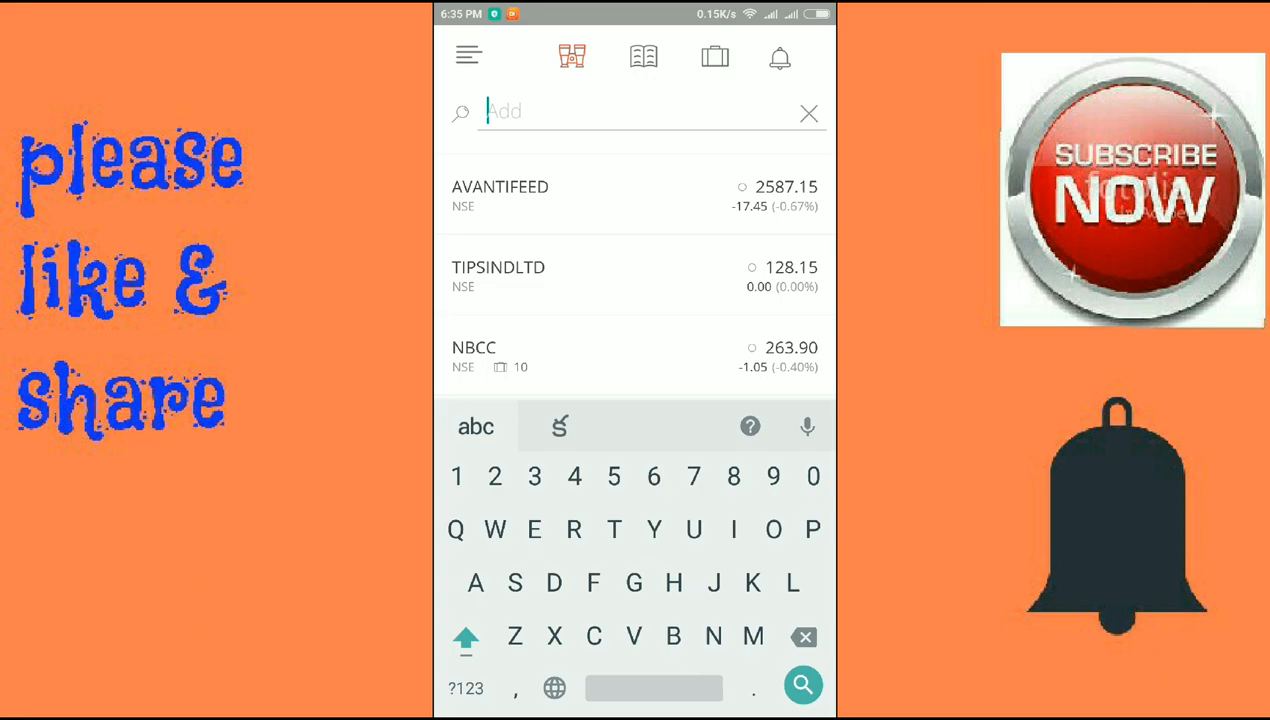 please
like &
share
6:35 PM
0.15K/s
Add
AVANTIFEED
2587.15
NSE
-17.45 (-0.67%)
TIPSINDLTD
128.15
NSE
0.00 (0.00%)
NBCC
263.90
NSE 10
-1.05 (-0.40%)
abc క ?
1 2 3 4 5 6 7 8 9 0
Q W E R T Y U I O P
A S D F G H J K L
Z X C V B N M
?123 , .
SUBSCRIBE
NOW